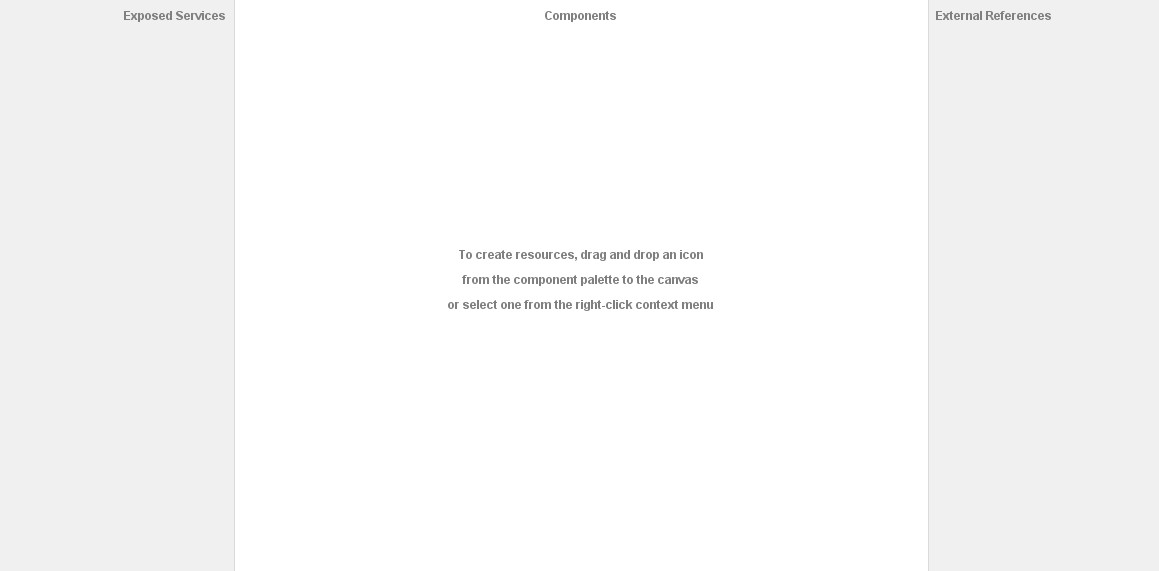 Exposed Services
Components
External References
To create resources, drag and drop an icon
from the component palette to the canvas
or select one from the right-click context menu